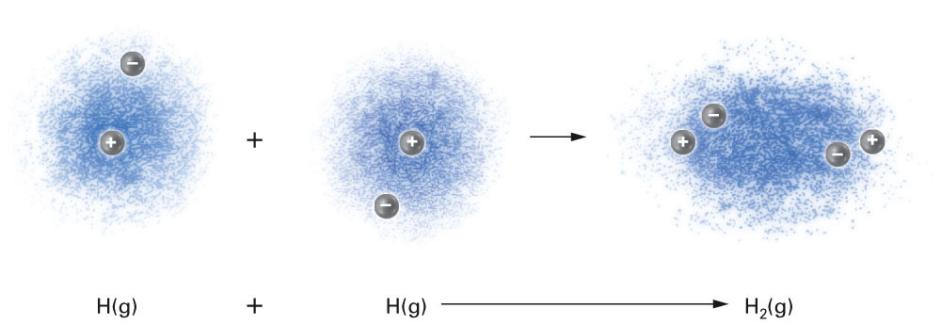 − + + + − → + − − +
H(g) + H(g) ⟶ H₂(g)